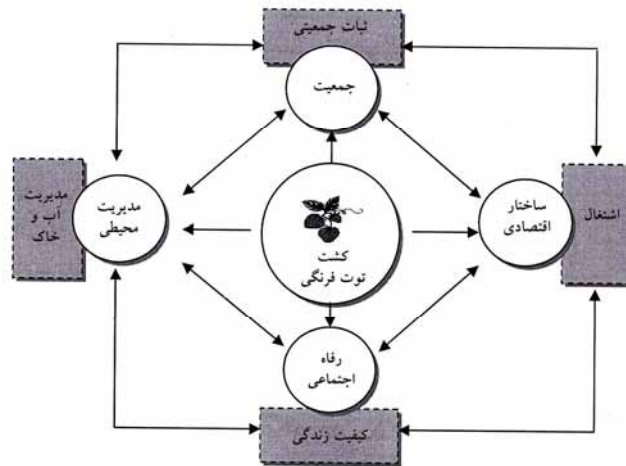 ثبات جمعیتی
جمعیت
مدیریت
آب و
خاک
مدیریت
محیطی
کشت
توت فرنگی
ساختار
اقتصادی
اشتغال
رفاه
اجتماعی
کیفیت زندگی